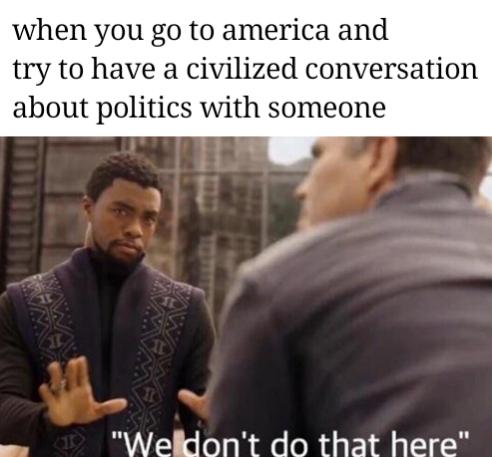 when you go to america and
try to have a civilized conversation
about politics with someone
"We don't do that here"